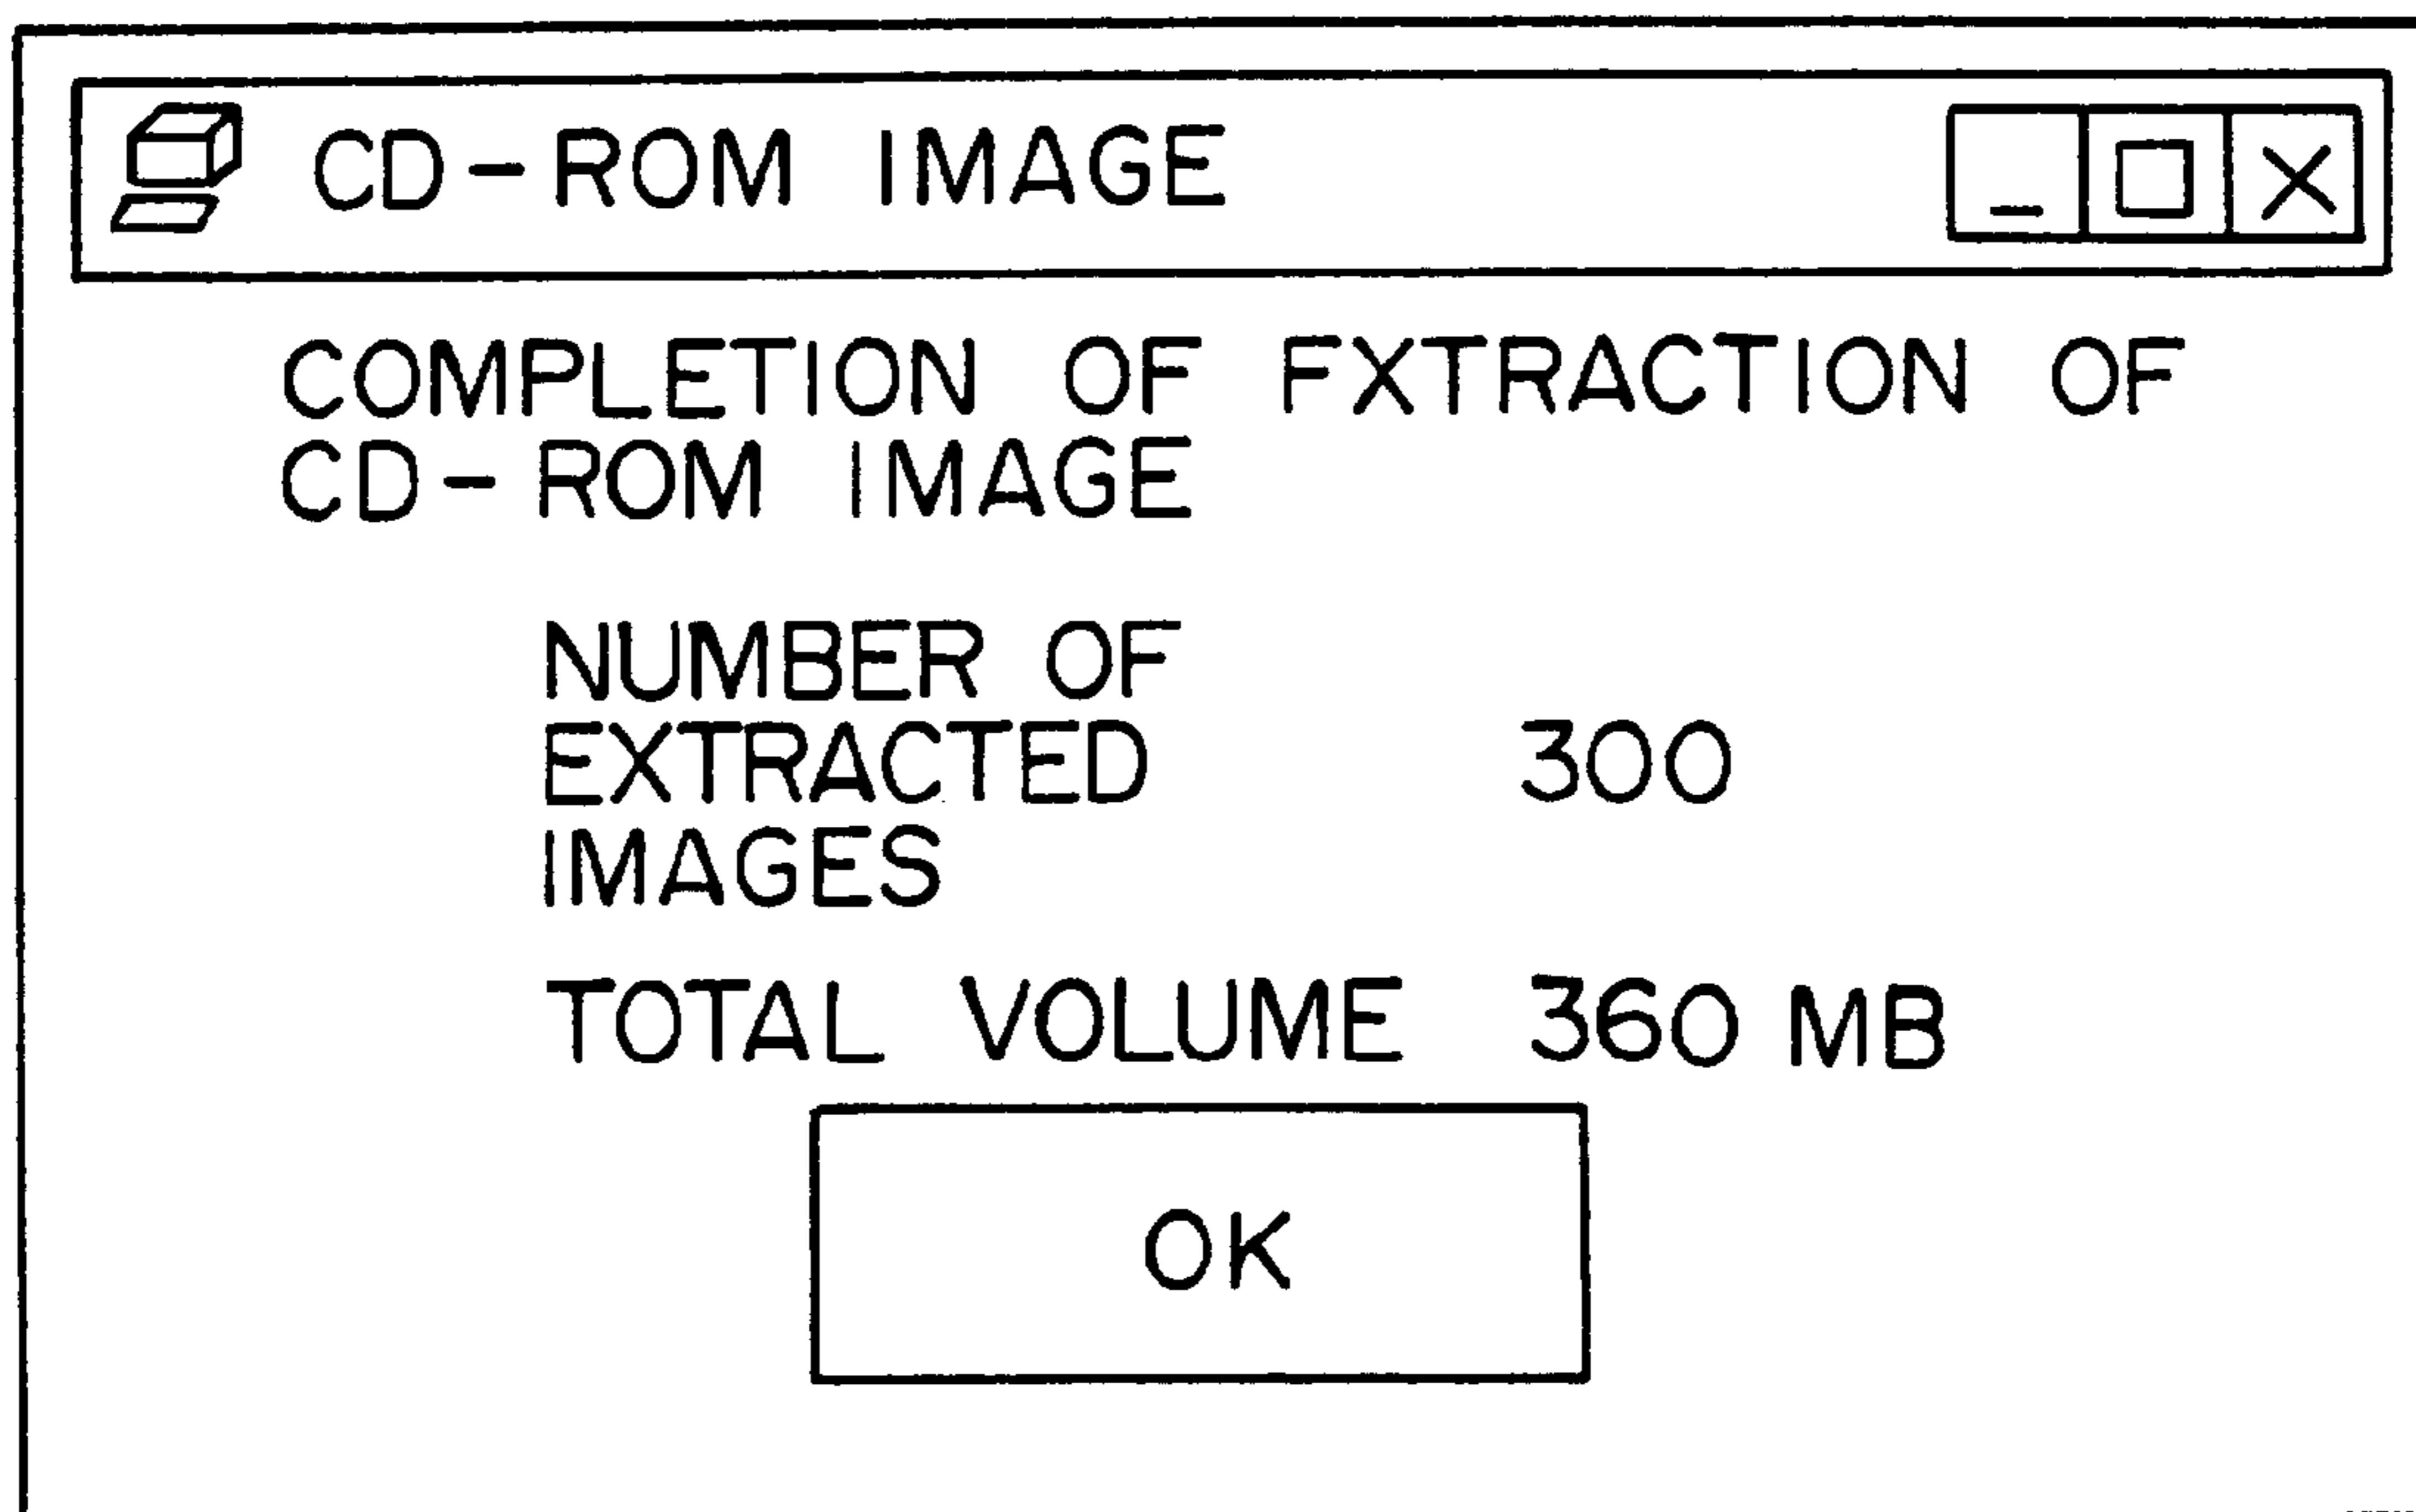 CD-ROM IMAGE
COMPLETION OF FXTRACTION OF
CD-ROM IMAGE
NUMBER OF
EXTRACTED 300
IMAGES
TOTAL VOLUME 360 MB
OK